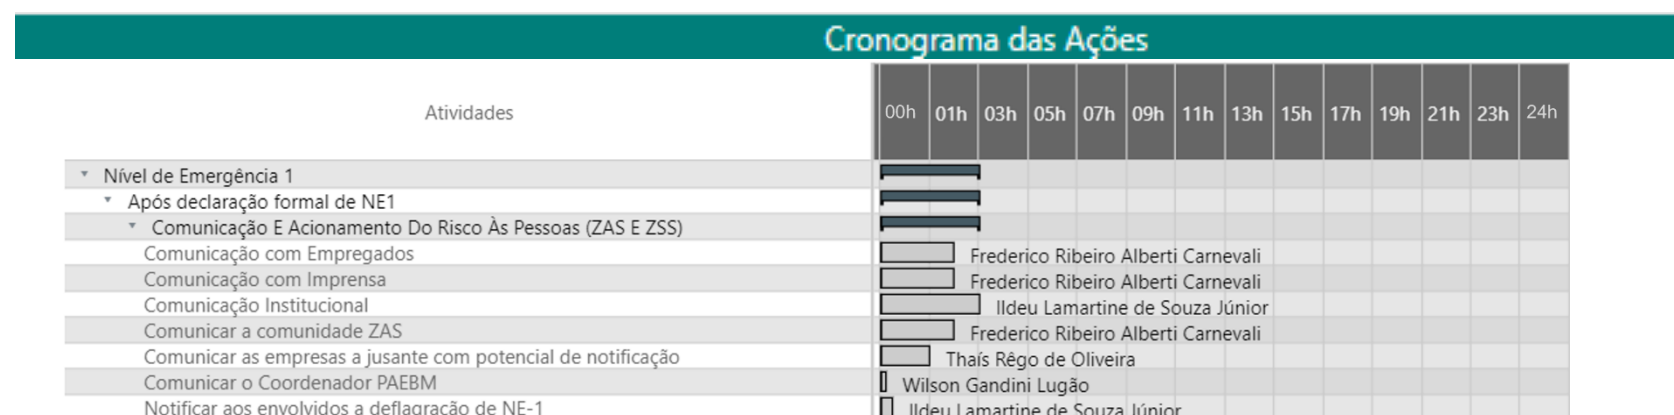 Cronograma das Ações
Atividades 00h 01h 03h 05h 07h 09h 11h 13h 15h 17h 19h 21h 23h 24h
Nível de Emergência 1
Após declaração formal de NE1
Comunicação E Acionamento Do Risco Às Pessoas (ZAS E ZSS)
Comunicação com Empregados Frederico Ribeiro Alberti Carnevali
Comunicação com Imprensa Frederico Ribeiro Alberti Carnevali
Comunicação Institucional Ildeu Lamartine de Souza Júnior
Comunicar a comunidade ZAS Frederico Ribeiro Alberti Carnevali
Comunicar as empresas a jusante com potencial de notificação Thaís Rêgo de Oliveira
Comunicar o Coordenador PAEBM Wilson Gandini Lugão
Notificar aos envolvidos a deflagração de NE-1 Ildeu Lamartine de Souza Júnior